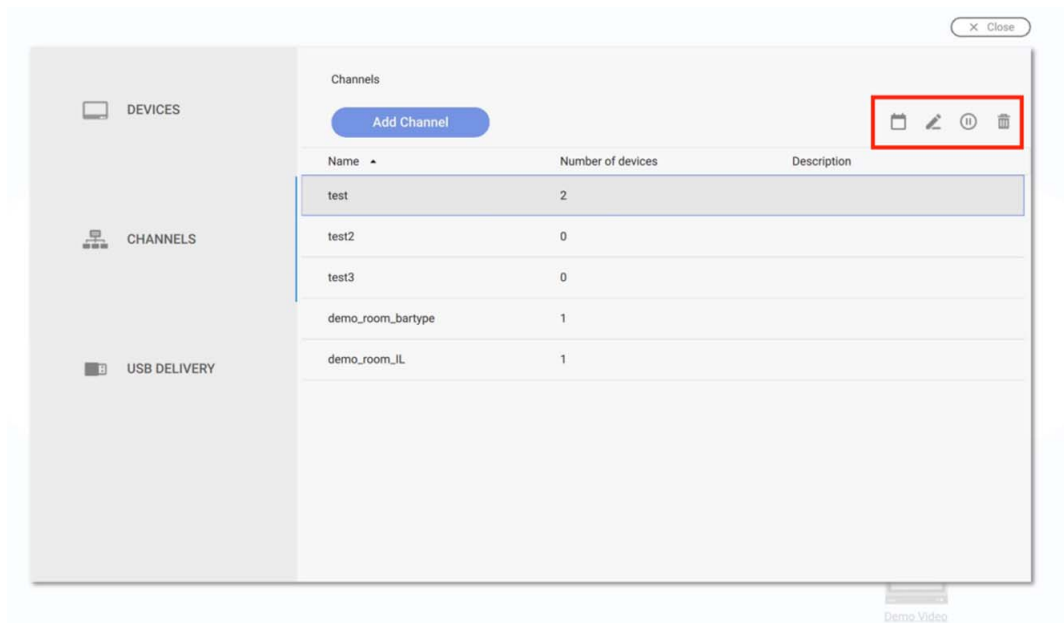 × Close
Channels
DEVICES
Add Channel
Name Number of devices Description
test 2
test2 0
CHANNELS
test3 0
demo_room_bartype 1
demo_room_IL 1
USB DELIVERY
Demo Video